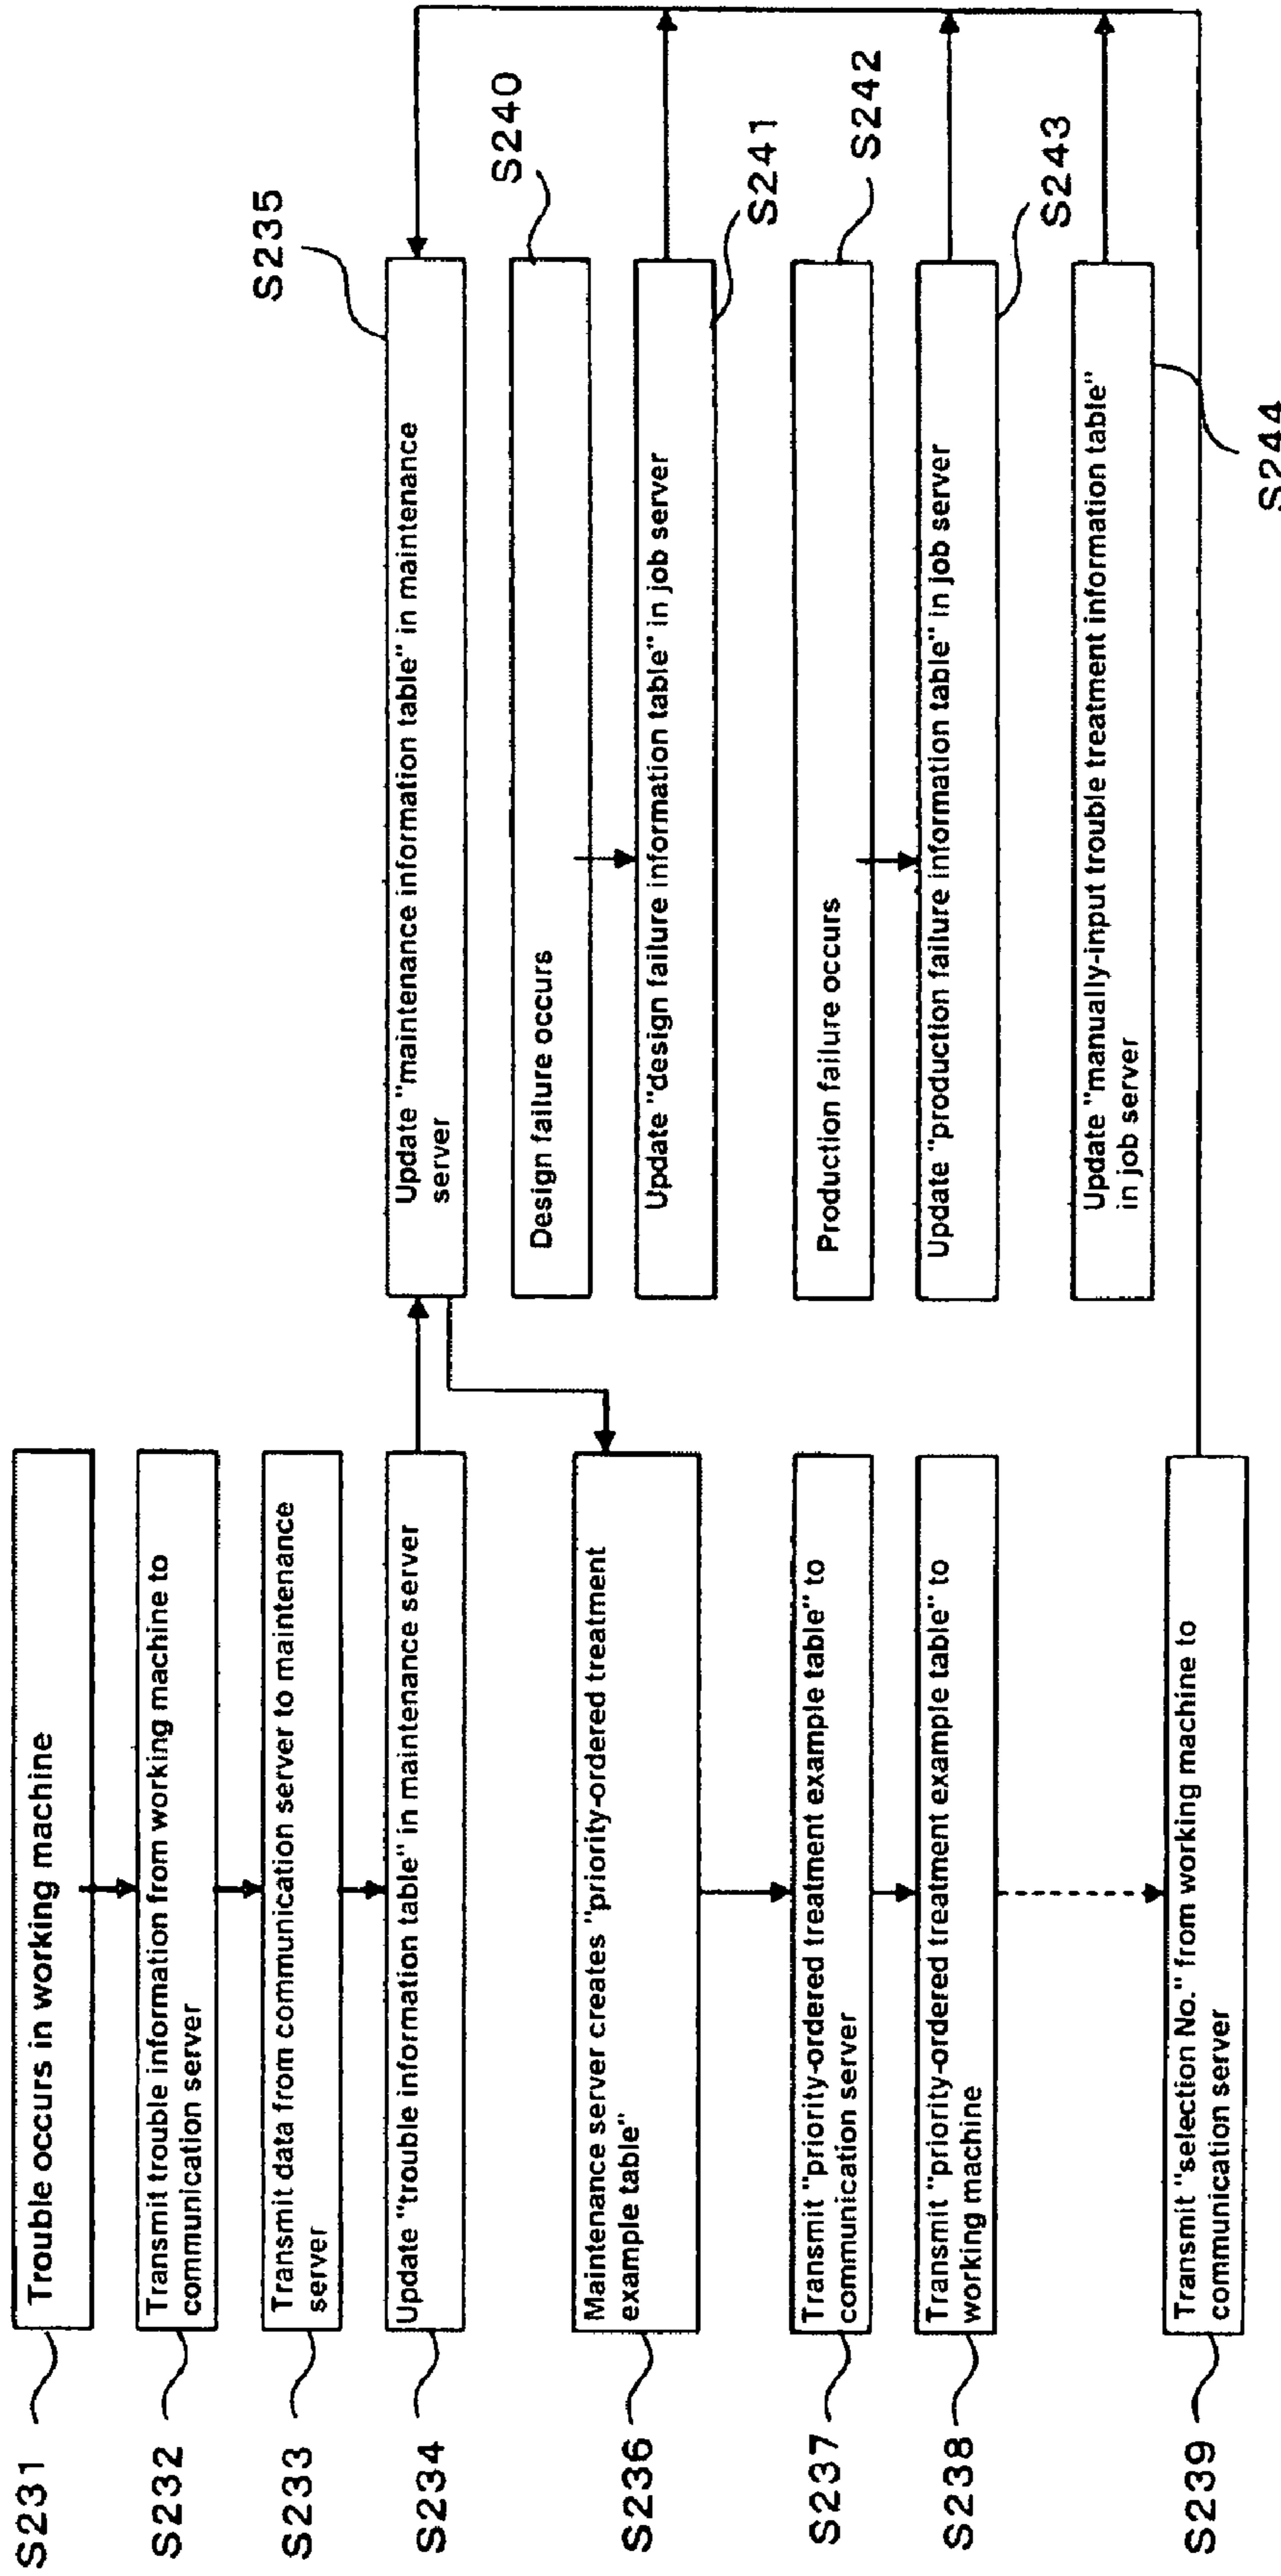 S231
Trouble occurs in working machine
S232
Transmit trouble information from working machine to
communication server
S233
Transmit data from communication server to maintenance
server
S234
Update "trouble information table" in maintenance server
S235
Update "maintenance information table" in maintenance
server
S236
Maintenance server creates "priority-ordered treatment
example table"
S237
Transmit "priority-ordered treatment example table" to
communication server
S238
Transmit "priority-ordered treatment example table" to
working machine
S239
Transmit "selection No." from working machine to
communication server
S240
Design failure occurs
S241
Update "design failure information table" in job server
S242
Production failure occurs
S243
Update "production failure information table" in job server
S244
Update "manually-input trouble treatment information table"
in job server